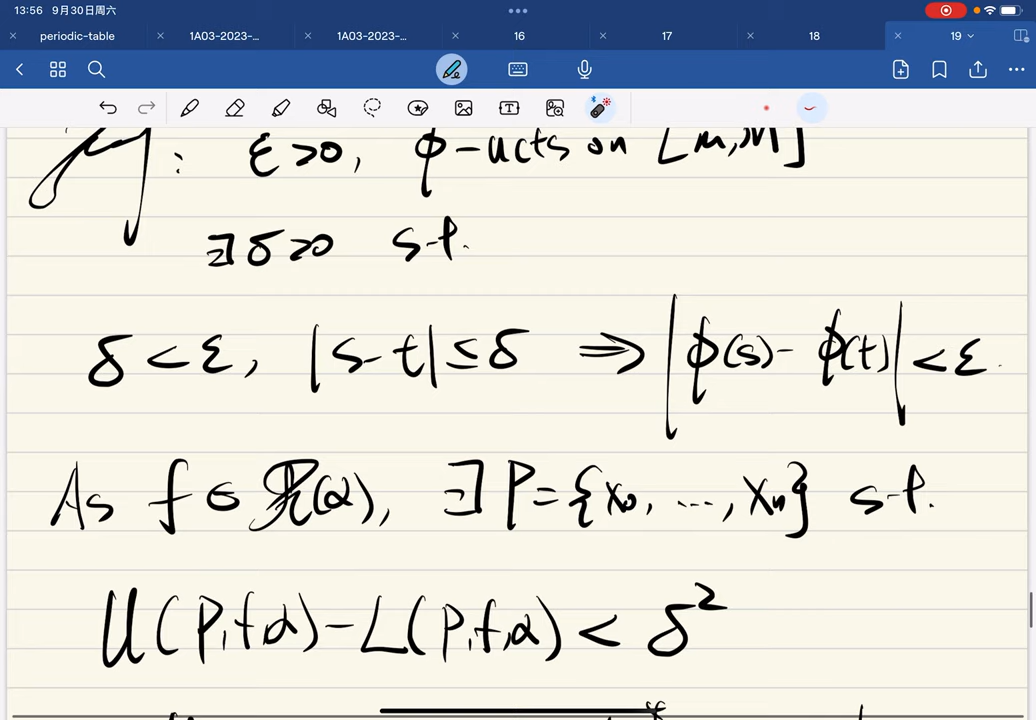 13:56 9月30日周六
periodic-table 1A03-2023-... 1A03-2023-... 16 17 18 19
: ε>0, ϕ-ucts on [m,M]
∃δ>0 s.t.
δ<ε, |s-t|≤δ ⟹ |ϕ(s)-ϕ(t)|<ε.
As f∈ℛ(α), ∃P={x₀, ..., xₙ} s.t.
U(P,f,α)-L(P,f,α)<δ²